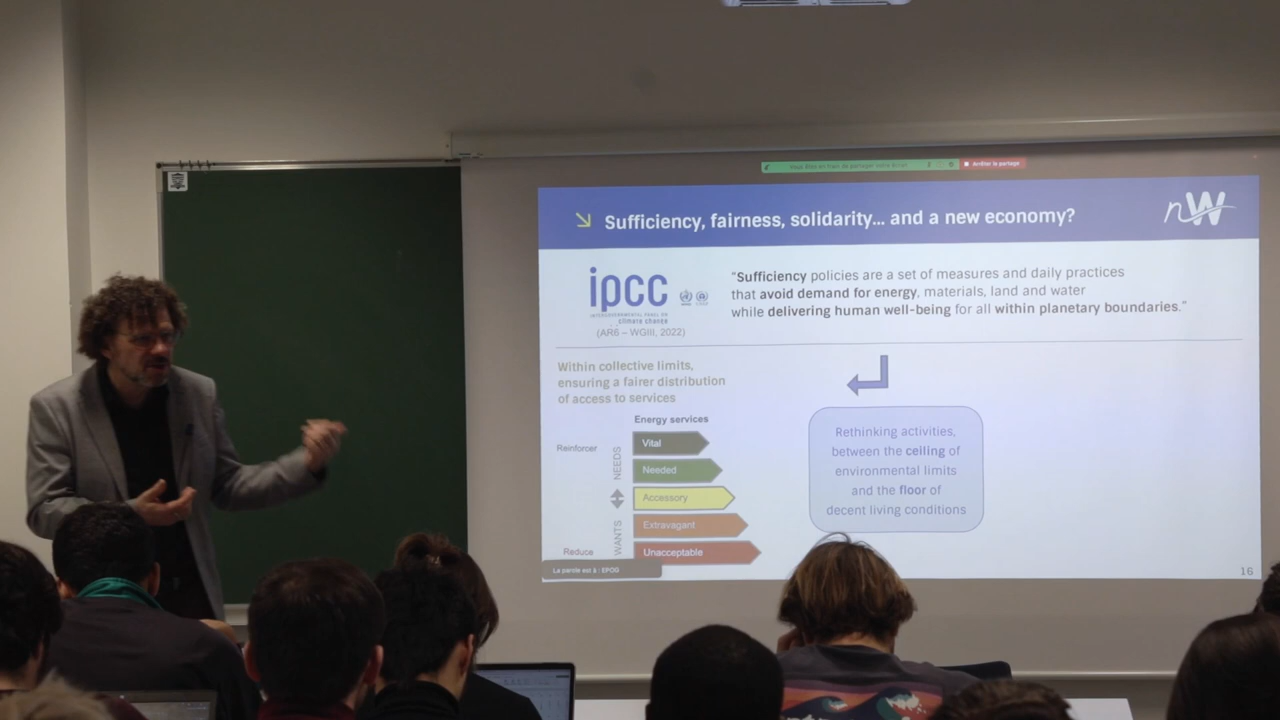 Arrêter le partage
Sufficiency, fairness, solidarity... and a new economy?
nW
ipcc
INTERGOVERNMENTAL PANEL ON
climate change
(AR6 – WGIII, 2022)
“Sufficiency policies are a set of measures and daily practices
that avoid demand for energy, materials, land and water
while delivering human well-being for all within planetary boundaries.”
Within collective limits,
ensuring a fairer distribution
of access to services
Energy services
Reinforcer
NEEDS
WANTS
Reduce
Vital
Needed
Accessory
Extravagant
Unacceptable
Rethinking activities,
between the ceiling of
environmental limits
and the floor of
decent living conditions
La parole est à : EPOG
16